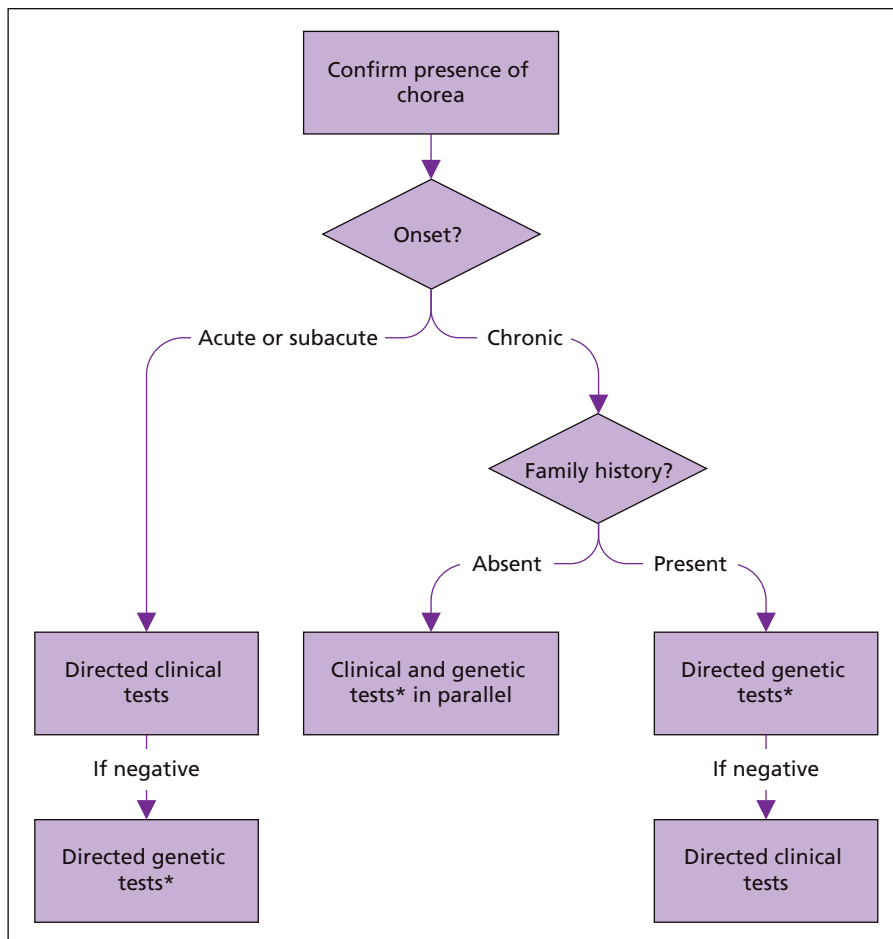 Confirm presence of
chorea
Onset?
Acute or subacute
Chronic
Family history?
Absent
Present
Directed clinical
tests
Clinical and genetic
tests* in parallel
Directed genetic
tests*
If negative
If negative
Directed genetic
tests*
Directed clinical
tests